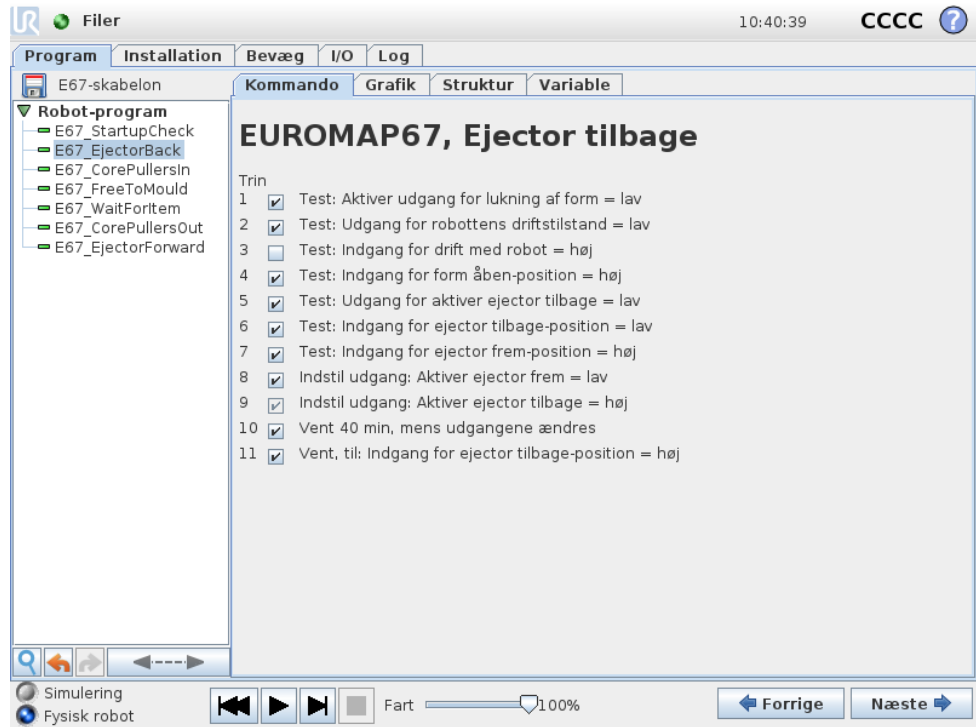 UR Filer 10:40:39 CCCC ?
Program Installation Bevæg I/O Log
E67-skabelon Kommando Grafik Struktur Variable
Robot-program
E67_StartupCheck
E67_EjectorBack
E67_CorePullersIn
E67_FreeToMould
E67_WaitForItem
E67_CorePullersOut
E67_EjectorForward
EUROMAP67, Ejector tilbage
Trin
1 Test: Aktiver udgang for lukning af form = lav
2 Test: Udgang for robottens driftstilstand = lav
3 Test: Indgang for drift med robot = høj
4 Test: Indgang for form åben-position = høj
5 Test: Udgang for aktiver ejector tilbage = lav
6 Test: Indgang for ejector tilbage-position = lav
7 Test: Indgang for ejector frem-position = høj
8 Indstil udgang: Aktiver ejector frem = lav
9 Indstil udgang: Aktiver ejector tilbage = høj
10 Vent 40 min, mens udgangene ændres
11 Vent, til: Indgang for ejector tilbage-position = høj
Simulering
Fysisk robot
Fart 100%
Forrige Næste